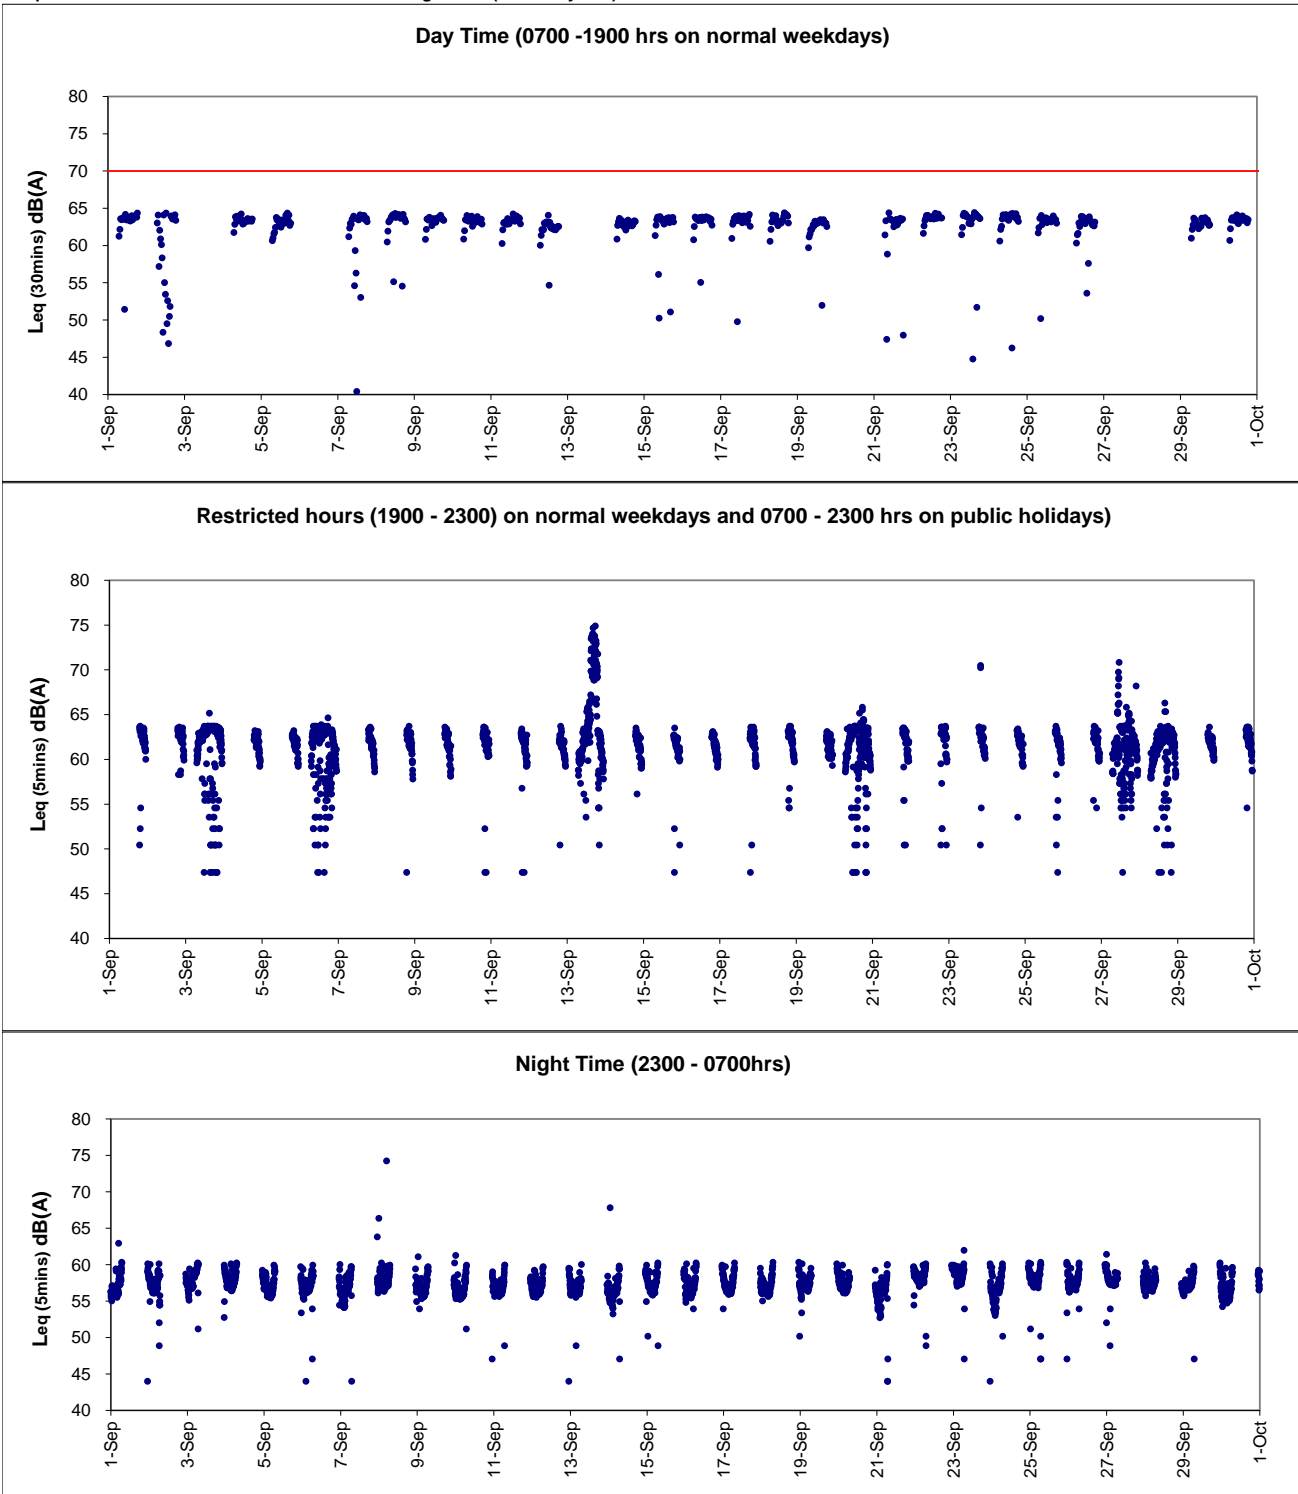 Day Time (0700 -1900 hrs on normal weekdays)
Leq (30mins) dB(A)
80
75
70
65
60
55
50
45
40
1-Sep
3-Sep
5-Sep
7-Sep
9-Sep
11-Sep
13-Sep
15-Sep
17-Sep
19-Sep
21-Sep
23-Sep
25-Sep
27-Sep
29-Sep
1-Oct
Restricted hours (1900 - 2300) on normal weekdays and 0700 - 2300 hrs on public holidays)
Leq (5mins) dB(A)
80
75
70
65
60
55
50
45
40
1-Sep
3-Sep
5-Sep
7-Sep
9-Sep
11-Sep
13-Sep
15-Sep
17-Sep
19-Sep
21-Sep
23-Sep
25-Sep
27-Sep
29-Sep
1-Oct
Night Time (2300 - 0700hrs)
Leq (5mins) dB(A)
80
75
70
65
60
55
50
45
40
1-Sep
3-Sep
5-Sep
7-Sep
9-Sep
11-Sep
13-Sep
15-Sep
17-Sep
19-Sep
21-Sep
23-Sep
25-Sep
27-Sep
29-Sep
1-Oct